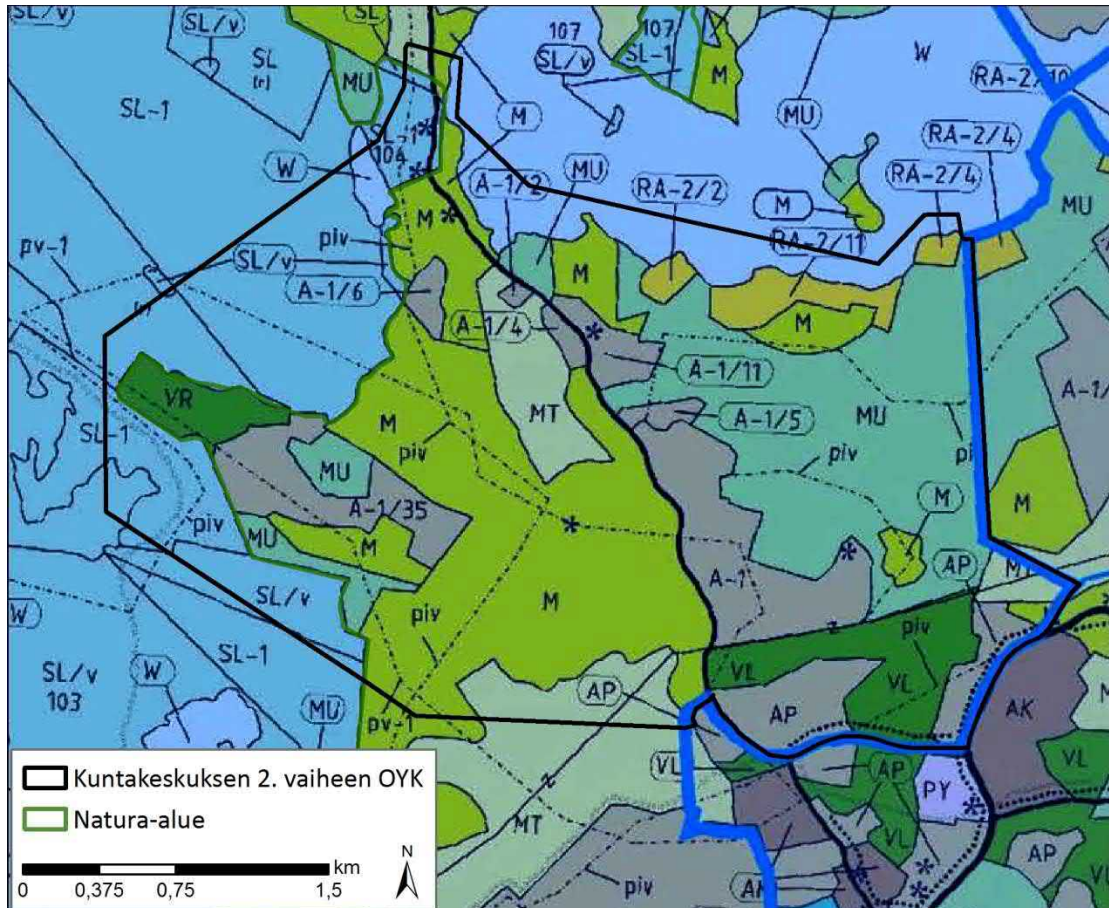 SL/v
SL/v
SL
(r)
SL-1
SL
MU
M
107
SL/v
107
SL-1
M
W
RA-2/10
RA-2/4
RA-2/4
MU
MU
M
SL-1
104
W
M
A-1/2
MU
RA-2/2
M
RA-2/11
pv-1
piv
SL/v
M
A-1/6
A-1/4
M
M
A-1/11
A-1/5
MU
piv
MT
VR
SL-1
M
piv
MU
A-1/35
piv
MU
M
M
M
AP
A-1
piv
W
SL/v
SL-1
M
piv
z
piv
VL
VL
AP
AP
AK
SL/v
103
W
MU
pv-1
z
VL
AP
VL
PY
VL
MT
AP
piv
Kuntakeskuksen 2. vaiheen OYK
Natura-alue
km
0 0,375 0,75 1,5
N